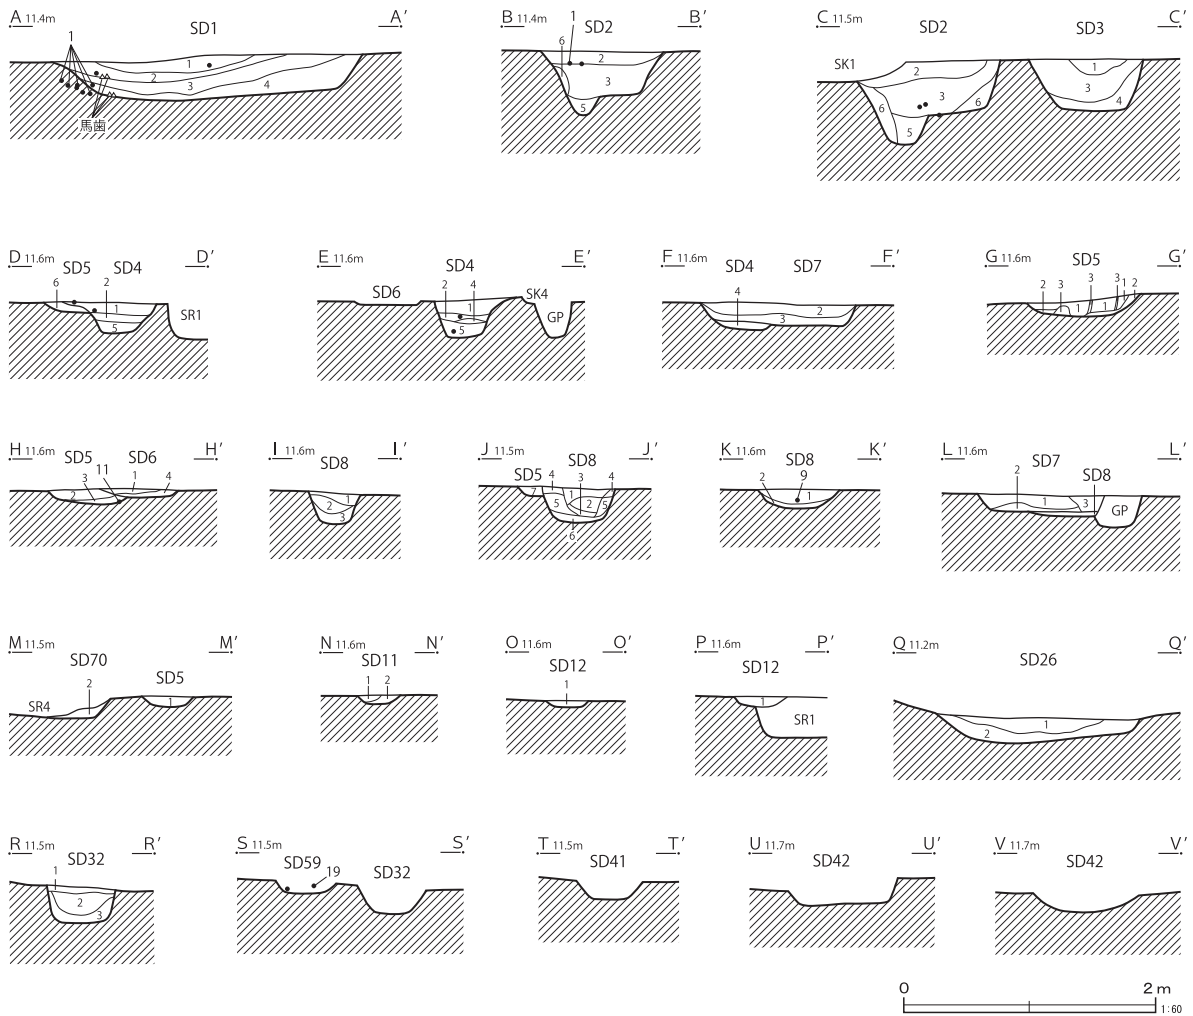 A 11.4m SD1 A'
1
1
2
3
4
馬歯
B 11.4m 1 SD2 B'
6
2
3
5
C 11.5m SD2 SD3 C'
SK1
2
1
3
3
6
6
4
5
D 11.6m SD5 SD4 D'
6
2
1
5
SR1
E 11.6m SD4 E'
SD6
2
4
1
5
SK4
GP
F 11.6m SD4 SD7 F'
4
3
2
G 11.6m SD5 G'
2 3 3 3 1 2
1 1
H 11.6m SD5 SD6 H'
3 11 1 4
2
I 11.6m SD8 I'
1
2
3
J 11.5m SD5 SD8 J'
4 3 4
7 1
5 2 5
6
K 11.6m SD8 K'
2 9
1
L 11.6m SD7 SD8 L'
2
1
3
GP
M 11.5m SD70 SD5 M'
SR4
2
1
N 11.6m SD11 N'
1 2
O 11.6m SD12 O'
1
P 11.6m SD12 P'
1
SR1
Q 11.2m SD26 Q'
1
2
R 11.5m SD32 R'
1
2
3
S 11.5m SD59 SD32 S'
19
T 11.5m SD41 T'
U 11.7m SD42 U'
V 11.7m SD42 V'
0 2 m
1:60